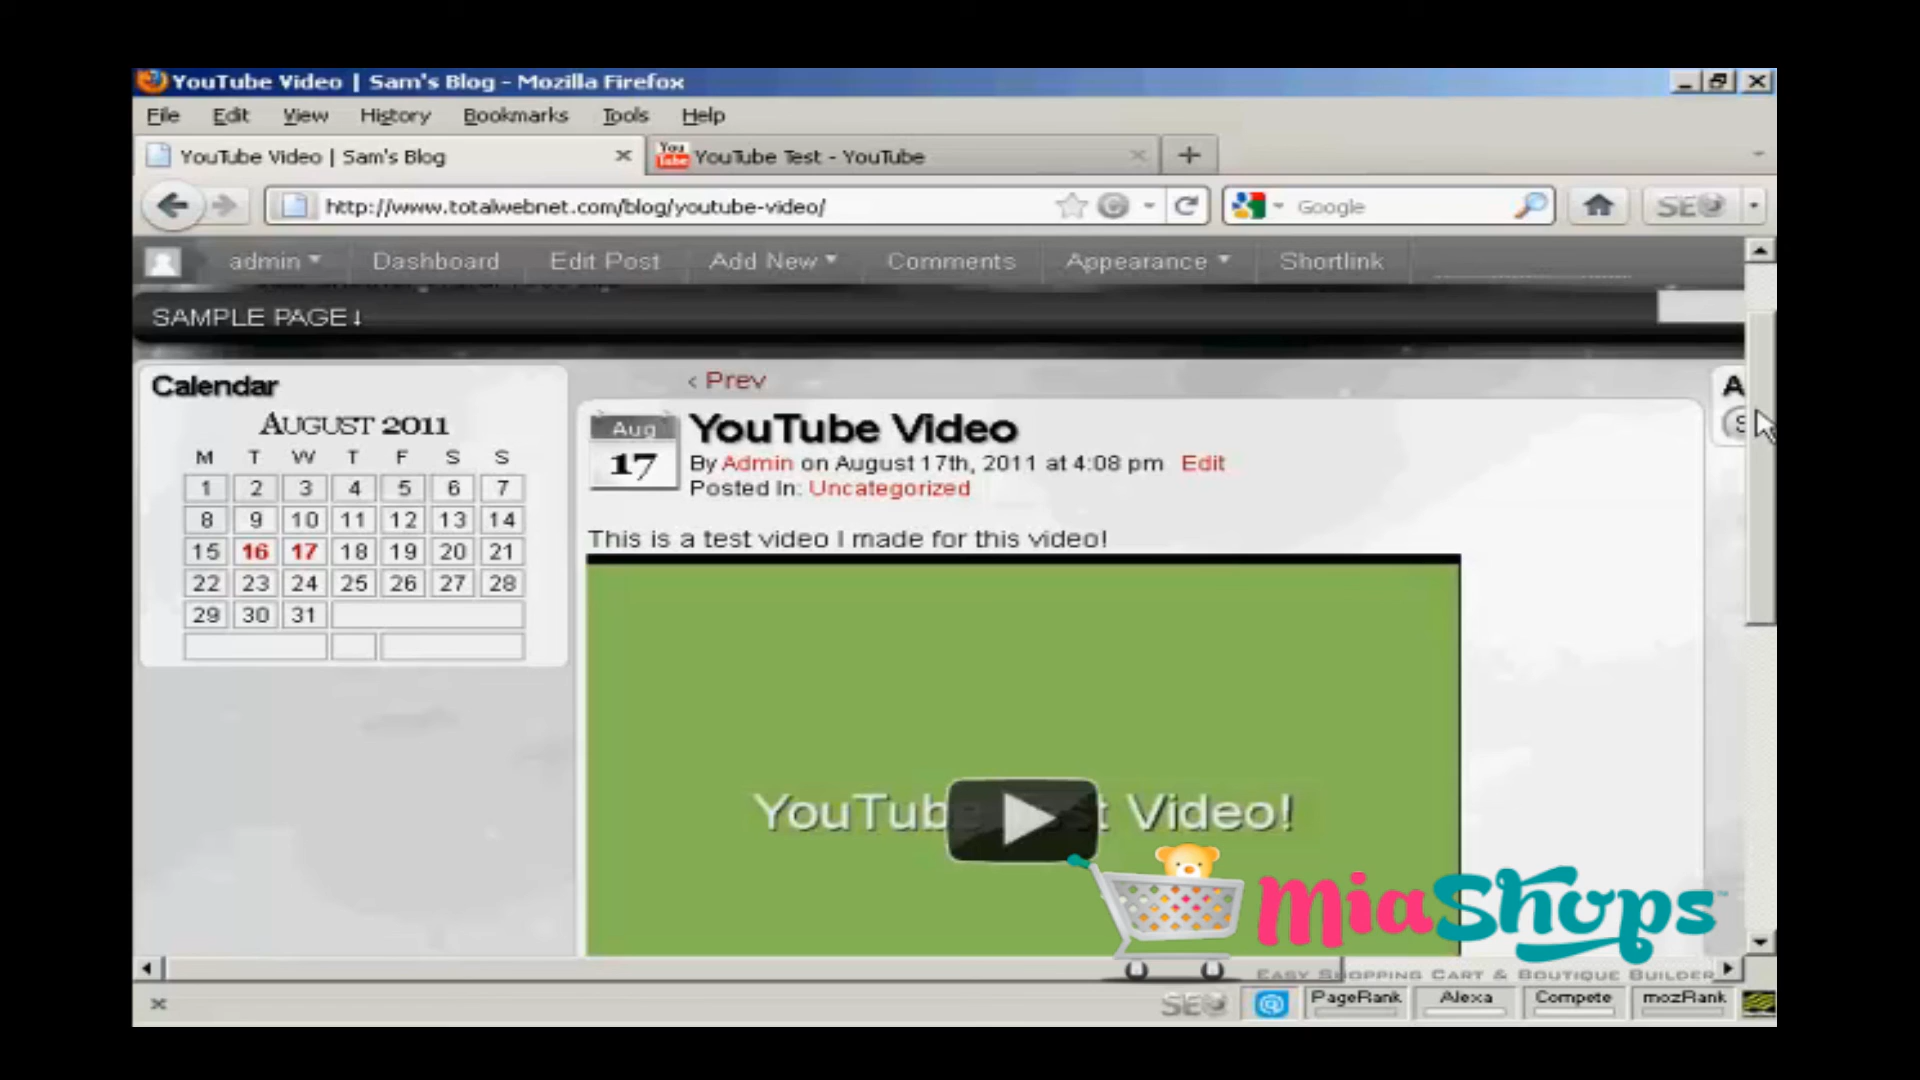 YouTube Video | Sam's Blog - Mozilla Firefox
File Edit View History Bookmarks Tools Help
YouTube Video | Sam's Blog
You Tube YouTube Test - YouTube
http://www.totalwebnet.com/blog/youtube-video/
Google
SEO
admin Dashboard Edit Post Add New Comments Appearance Shortlink
SAMPLE PAGE↓
Calendar
AUGUST 2011
M T W T F S S
1 2 3 4 5 6 7
8 9 10 11 12 13 14
15 16 17 18 19 20 21
22 23 24 25 26 27 28
29 30 31
‹ Prev
Aug
17
YouTube Video
By Admin on August 17th, 2011 at 4:08 pm Edit
Posted In: Uncategorized
A
S
This is a test video I made for this video!
YouTube Test Video!
MiaShops™
EASY SHOPPING CART & BOUTIQUE BUILDER
SEO PageRank Alexa Compete mozRank